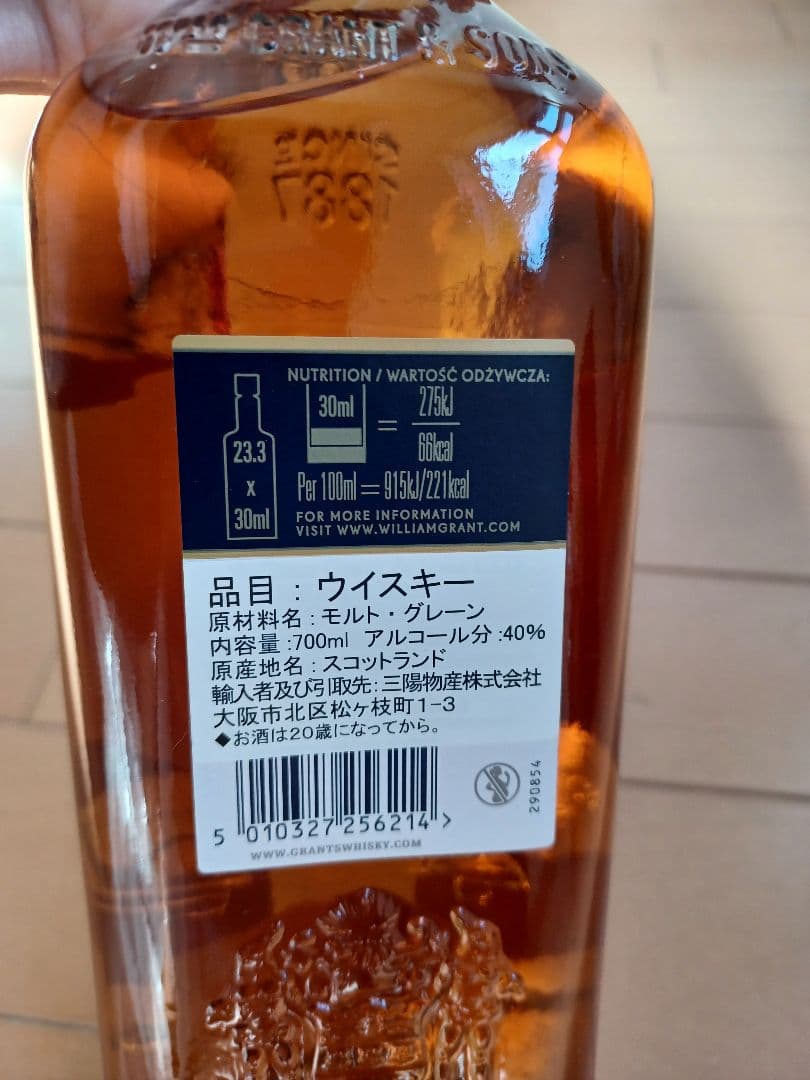 GRANT & SONS
SINCE
1887
NUTRITION / WARTOŚĆ ODŻYWCZA:
23.3
x
30ml
30ml
=
275kJ
66kcal
Per 100ml = 915kJ/221kcal
FOR MORE INFORMATION
VISIT WWW.WILLIAMGRANT.COM
品目 : ウイスキー
原材料名 : モルト・グレーン
内容量 :700ml アルコール分 :40%
原産地名 : スコットランド
輸入者及び引取先: 三陽物産株式会社
大阪市北区松ヶ枝町1-3
◆お酒は20歳になってから。
5 010327 256214 >
290854
WWW.GRANTSWHISKY.COM